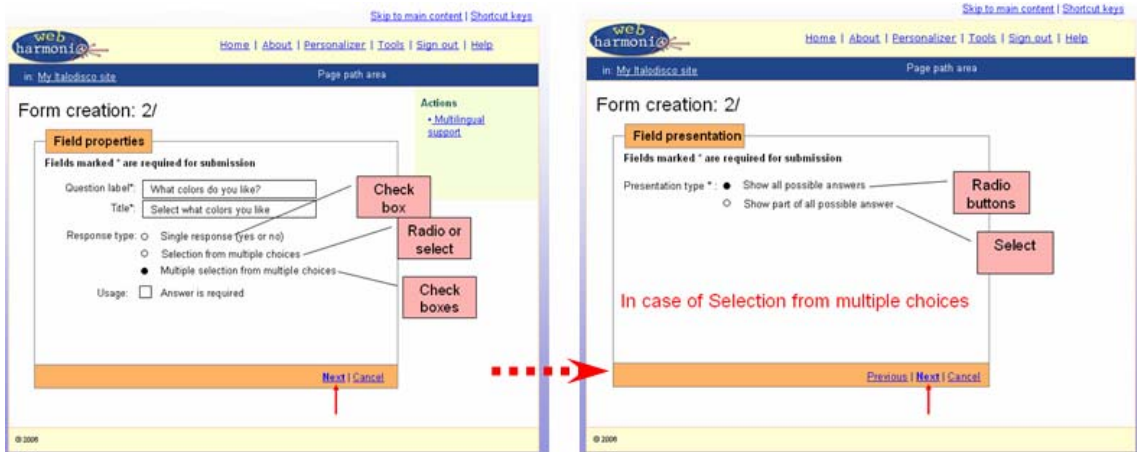 Skip to main content | Shortcut keys
web
harmoni@
Home | About | Personalizer | Tools | Sign out | Help
in: My Italodisco site
Page path area
Form creation: 2/
Actions
• Multilingual
support
Field properties
Fields marked * are required for submission
Question label*: What colors do you like?
Title*: Select what colors you like
Check
box
Response type: Single response (yes or no)
Radio or
select
Selection from multiple choices
Multiple selection from multiple choices
Check
boxes
Usage: Answer is required
Next | Cancel
© 2006
Skip to main content | Shortcut keys
web
harmoni@
Home | About | Personalizer | Tools | Sign out | Help
in: My Italodisco site
Page path area
Form creation: 2/
Field presentation
Fields marked * are required for submission
Presentation type * : Show all possible answers
Radio
buttons
Show part of all possible answer
Select
In case of Selection from multiple choices
Previous | Next | Cancel
© 2006